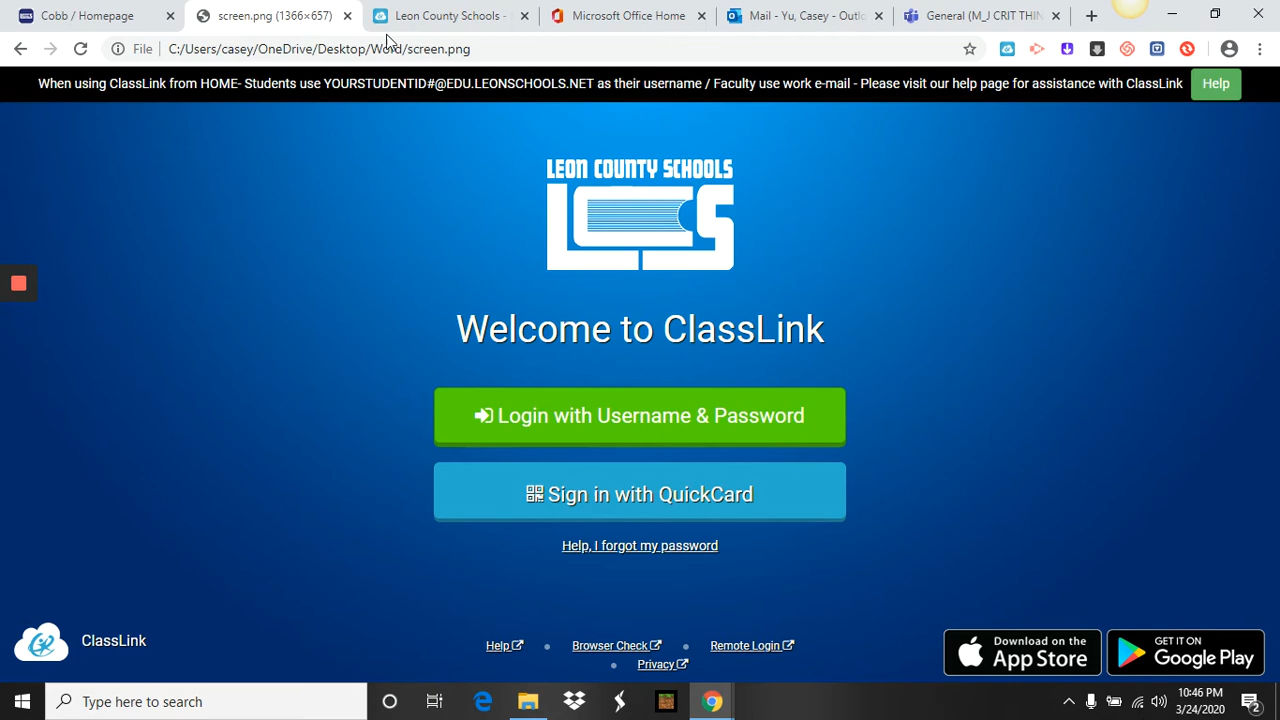 Cobb / Homepage
screen.png (1366×657)
Leon County Schools -
Microsoft Office Home
Mail - Yu, Casey - Outlo
General (M_J CRIT THIN
File C:/Users/casey/OneDrive/Desktop/Word/screen.png
When using ClassLink from HOME- Students use YOURSTUDENTID#@EDU.LEONSCHOOLS.NET as their username / Faculty use work e-mail - Please visit our help page for assistance with ClassLink Help
LEON COUNTY SCHOOLS
LCS
Welcome to ClassLink
Login with Username & Password
Sign in with QuickCard
Help, I forgot my password
ClassLink
Help
Browser Check
Remote Login
Privacy
Download on the
App Store
GET IT ON
Google Play
Type here to search
10:46 PM
3/24/2020
2